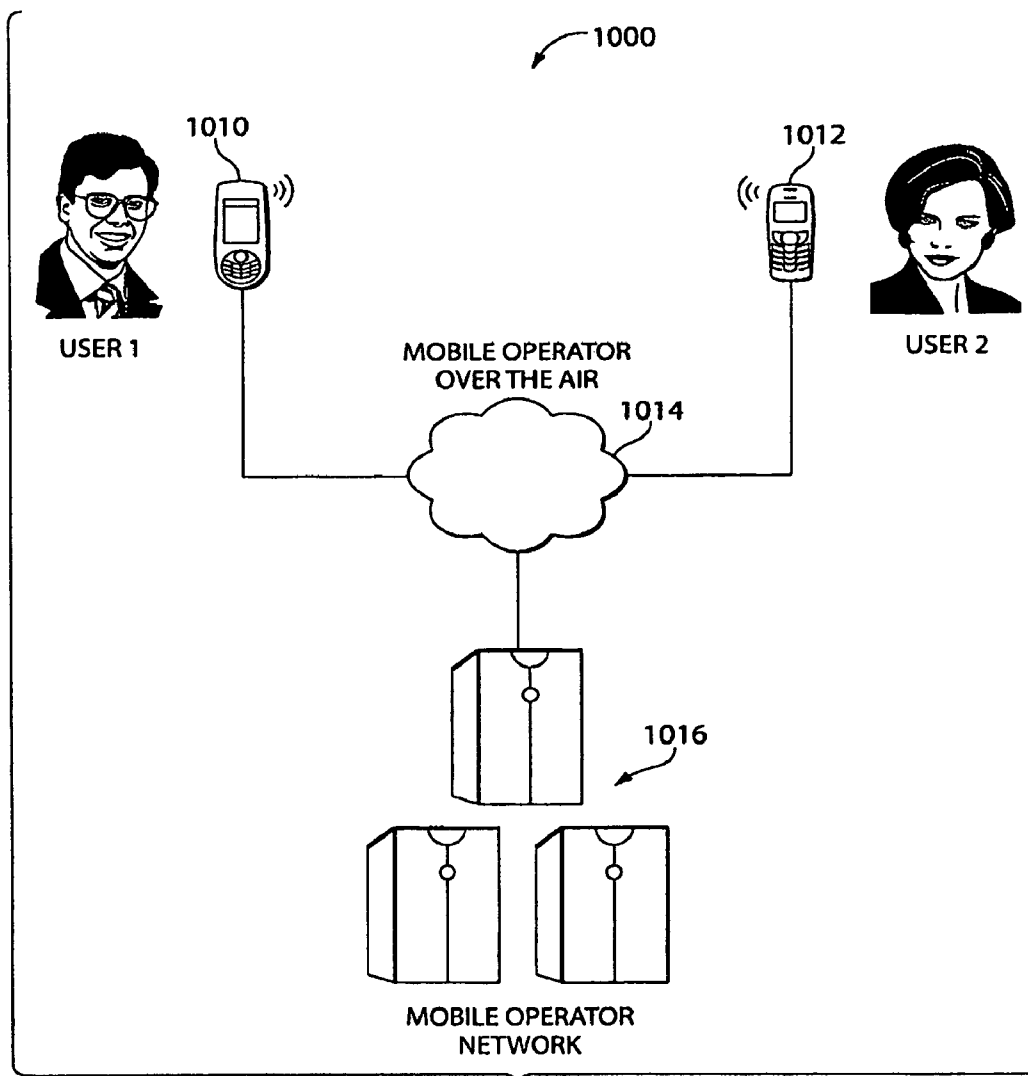 1000
1010
1012
USER 1
USER 2
MOBILE OPERATOR
OVER THE AIR
1014
1016
MOBILE OPERATOR
NETWORK